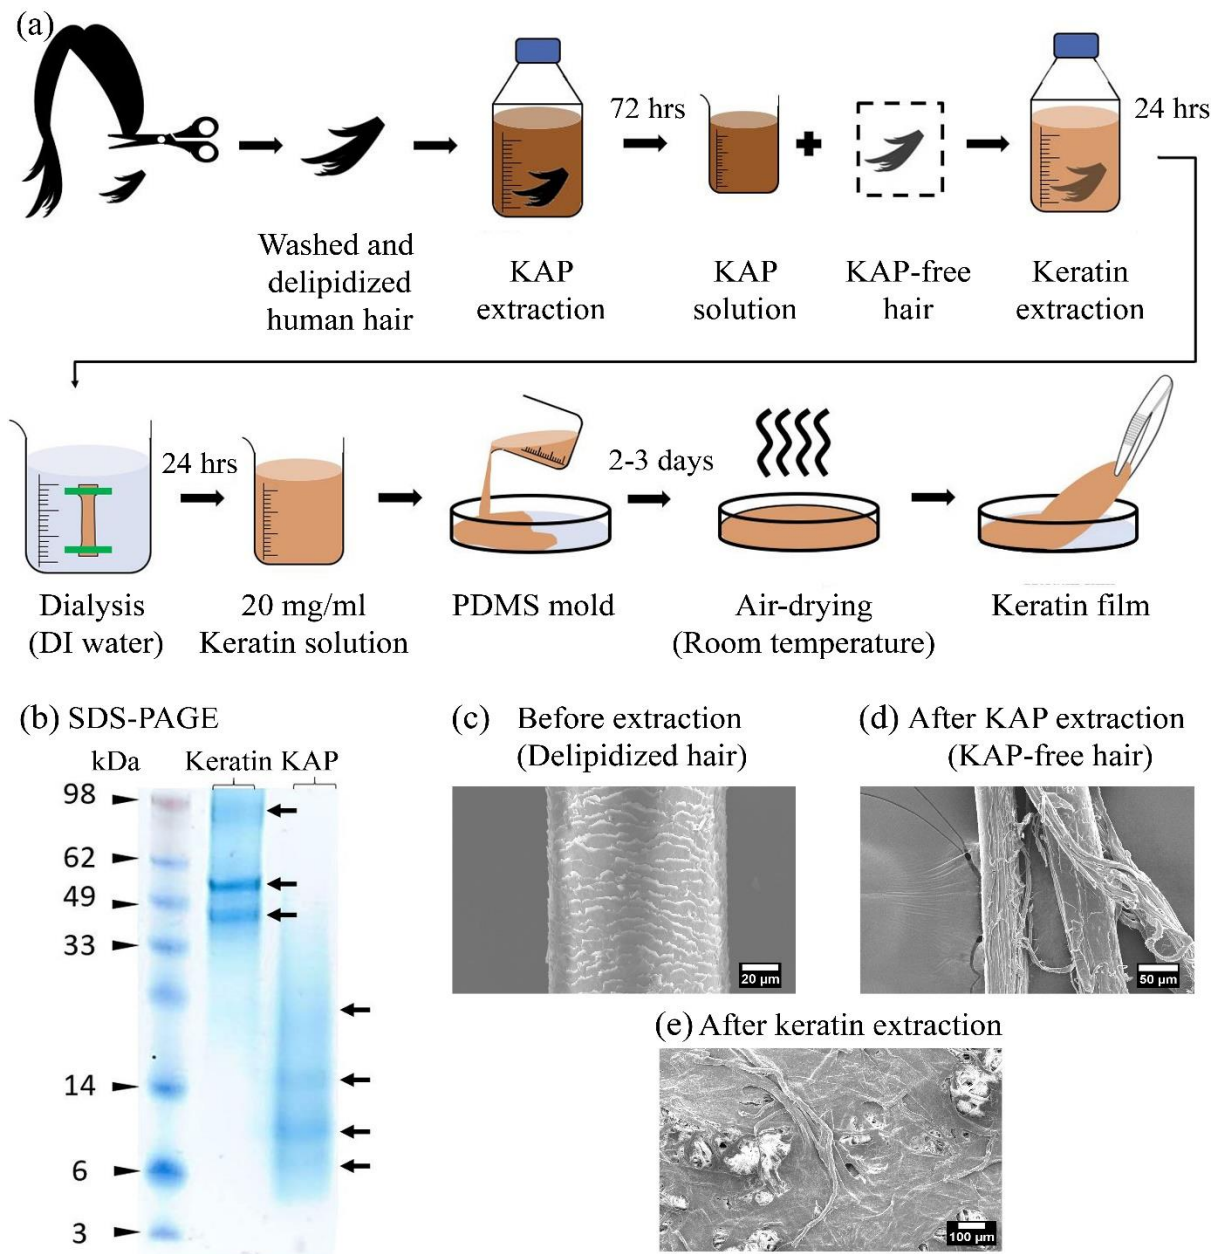 (a)
72 hrs
24 hrs
Washed and
delipidized
human hair
KAP
extraction
KAP
solution
KAP-free
hair
Keratin
extraction
24 hrs
2-3 days
Dialysis
(DI water)
20 mg/ml
Keratin solution
PDMS mold
Air-drying
(Room temperature)
Keratin film
(b) SDS-PAGE
kDa
Keratin KAP
98
62
49
33
14
6
3
(c) Before extraction
(Delipidized hair)
20 µm
(d) After KAP extraction
(KAP-free hair)
50 µm
(e) After keratin extraction
100 µm